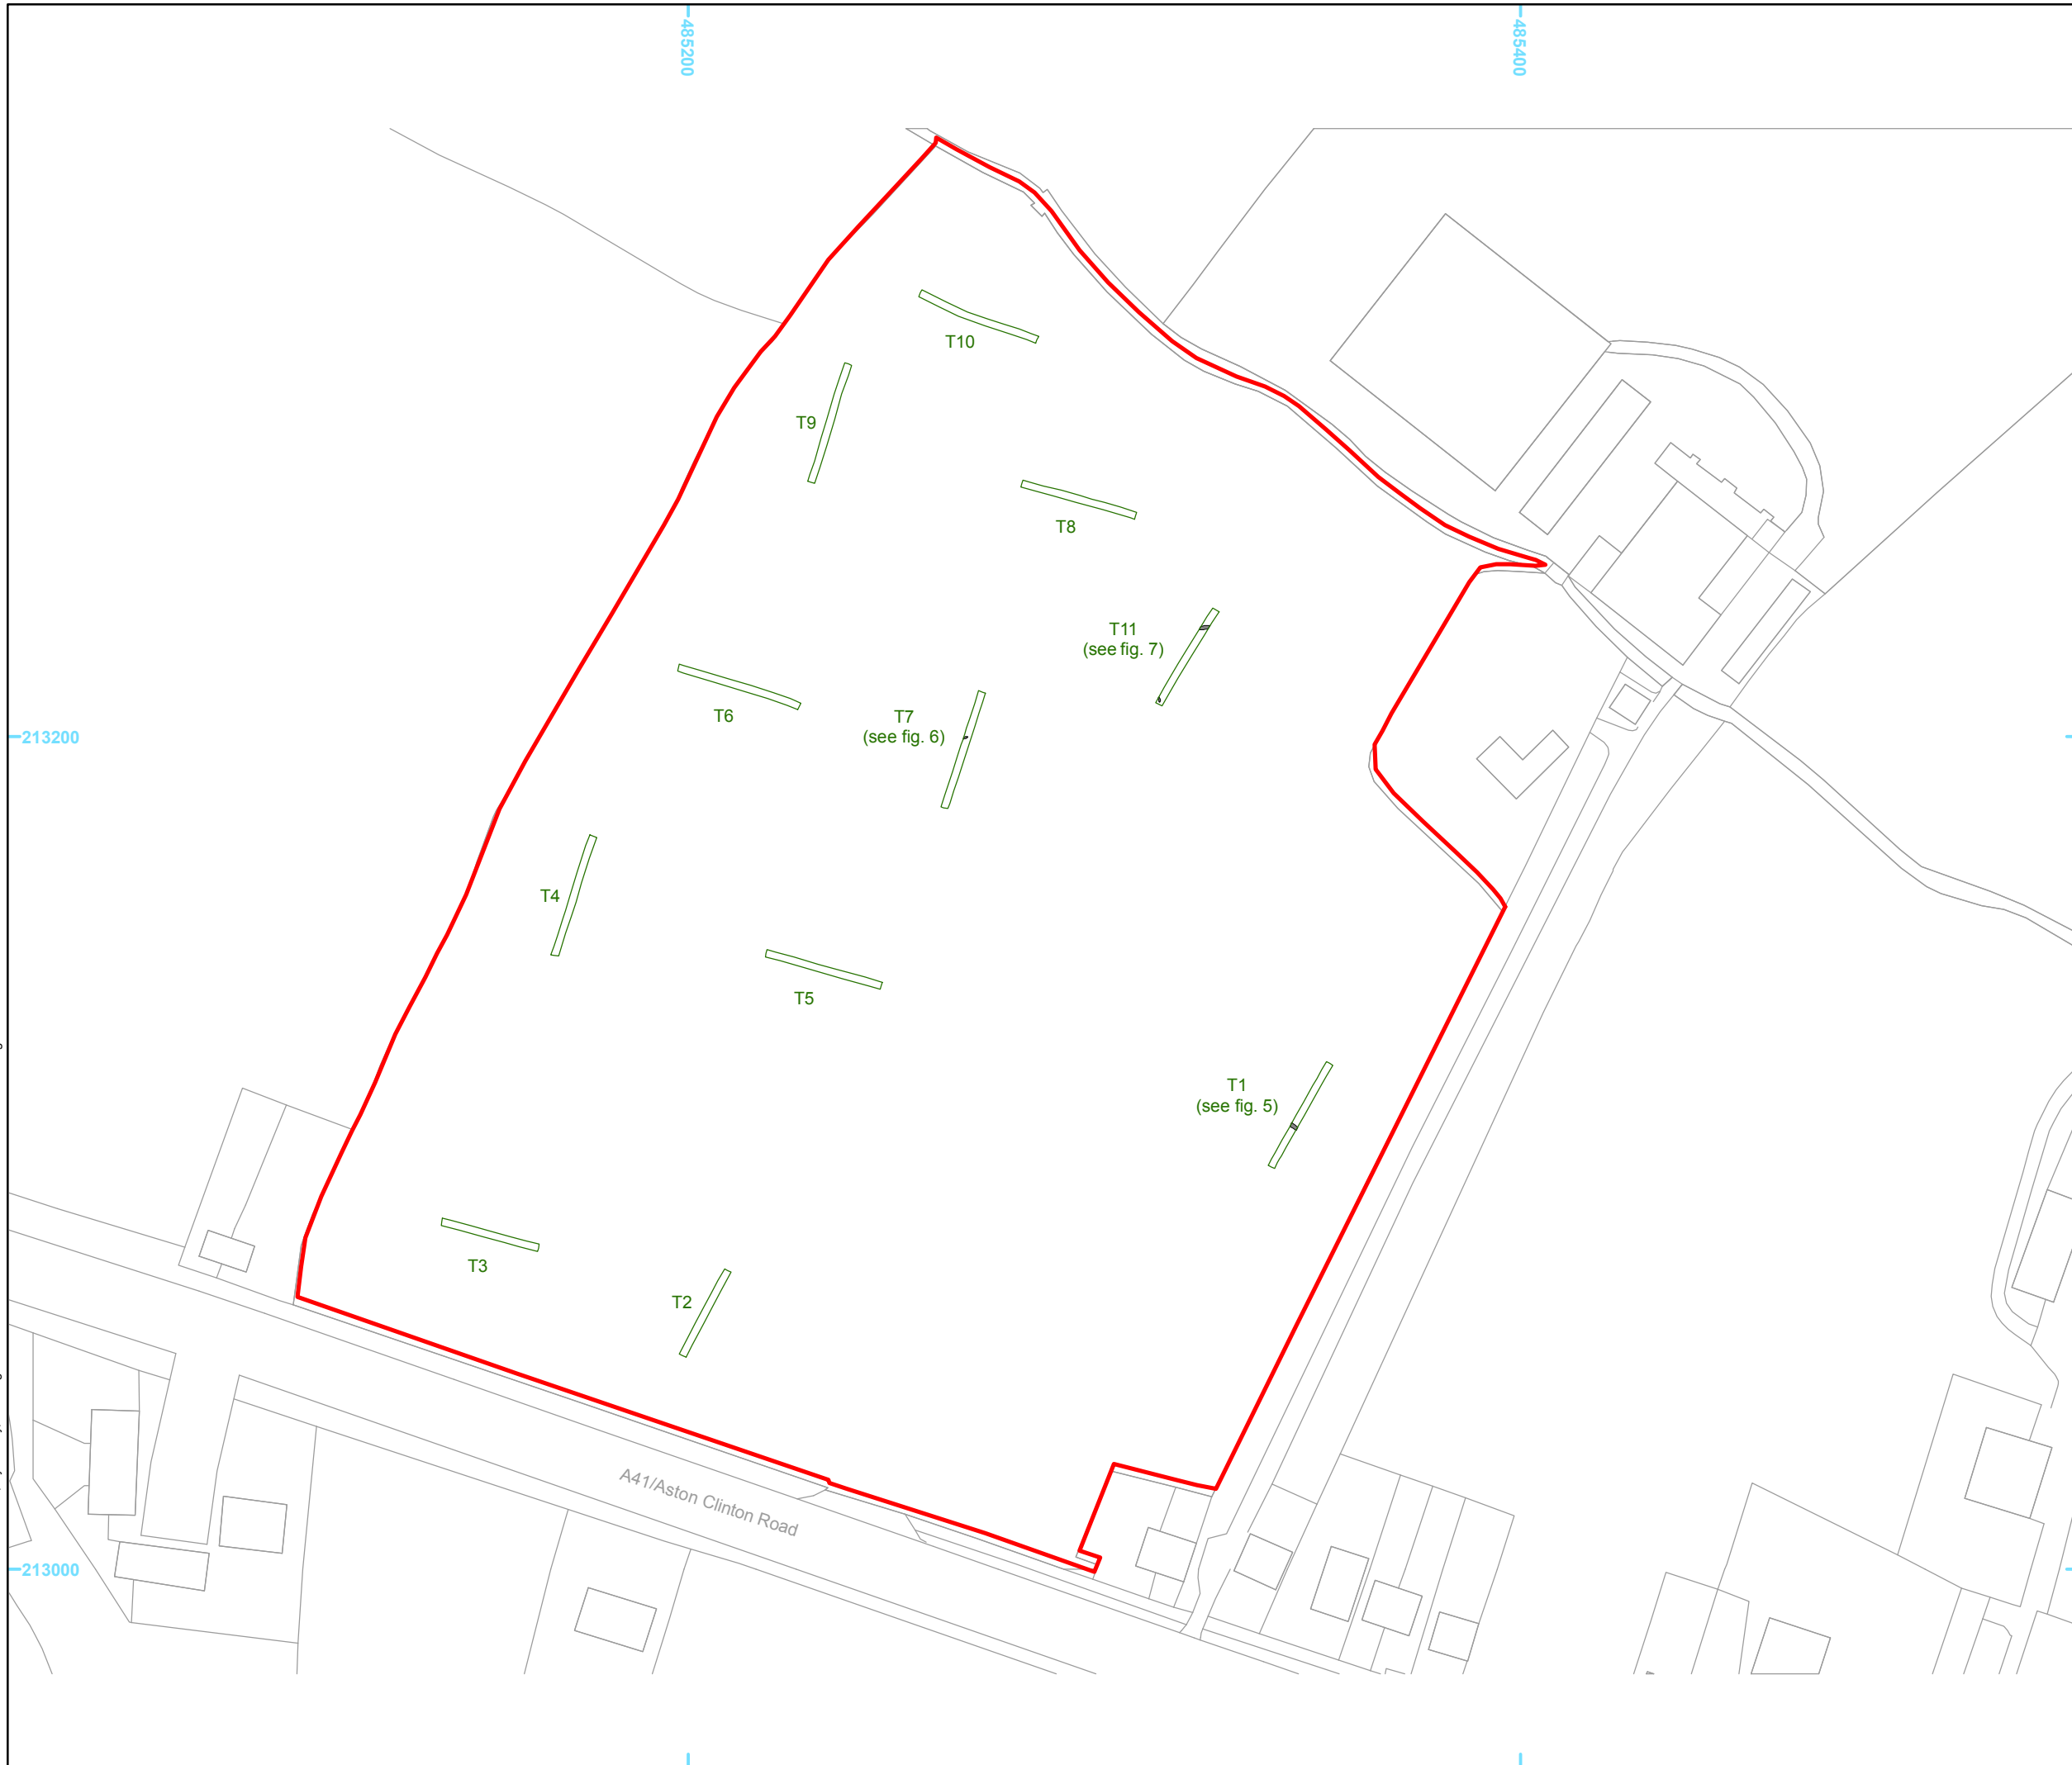 485200
485400
T10
T9
T8
T11
(see fig. 7)
T6
T7
(see fig. 6)
213200
T4
T5
T1
(see fig. 5)
T3
T2
A41/Aston Clinton Road
213000